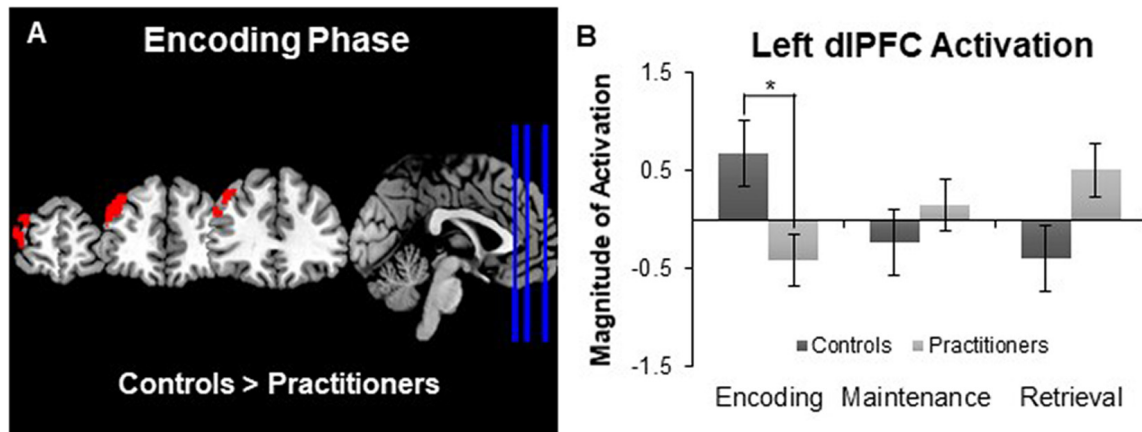 A
Encoding Phase
Controls > Practitioners
B
Left dlPFC Activation
Magnitude of Activation
1.5
0.5
-0.5
-1.5
*
Controls Practitioners
Encoding Maintenance Retrieval